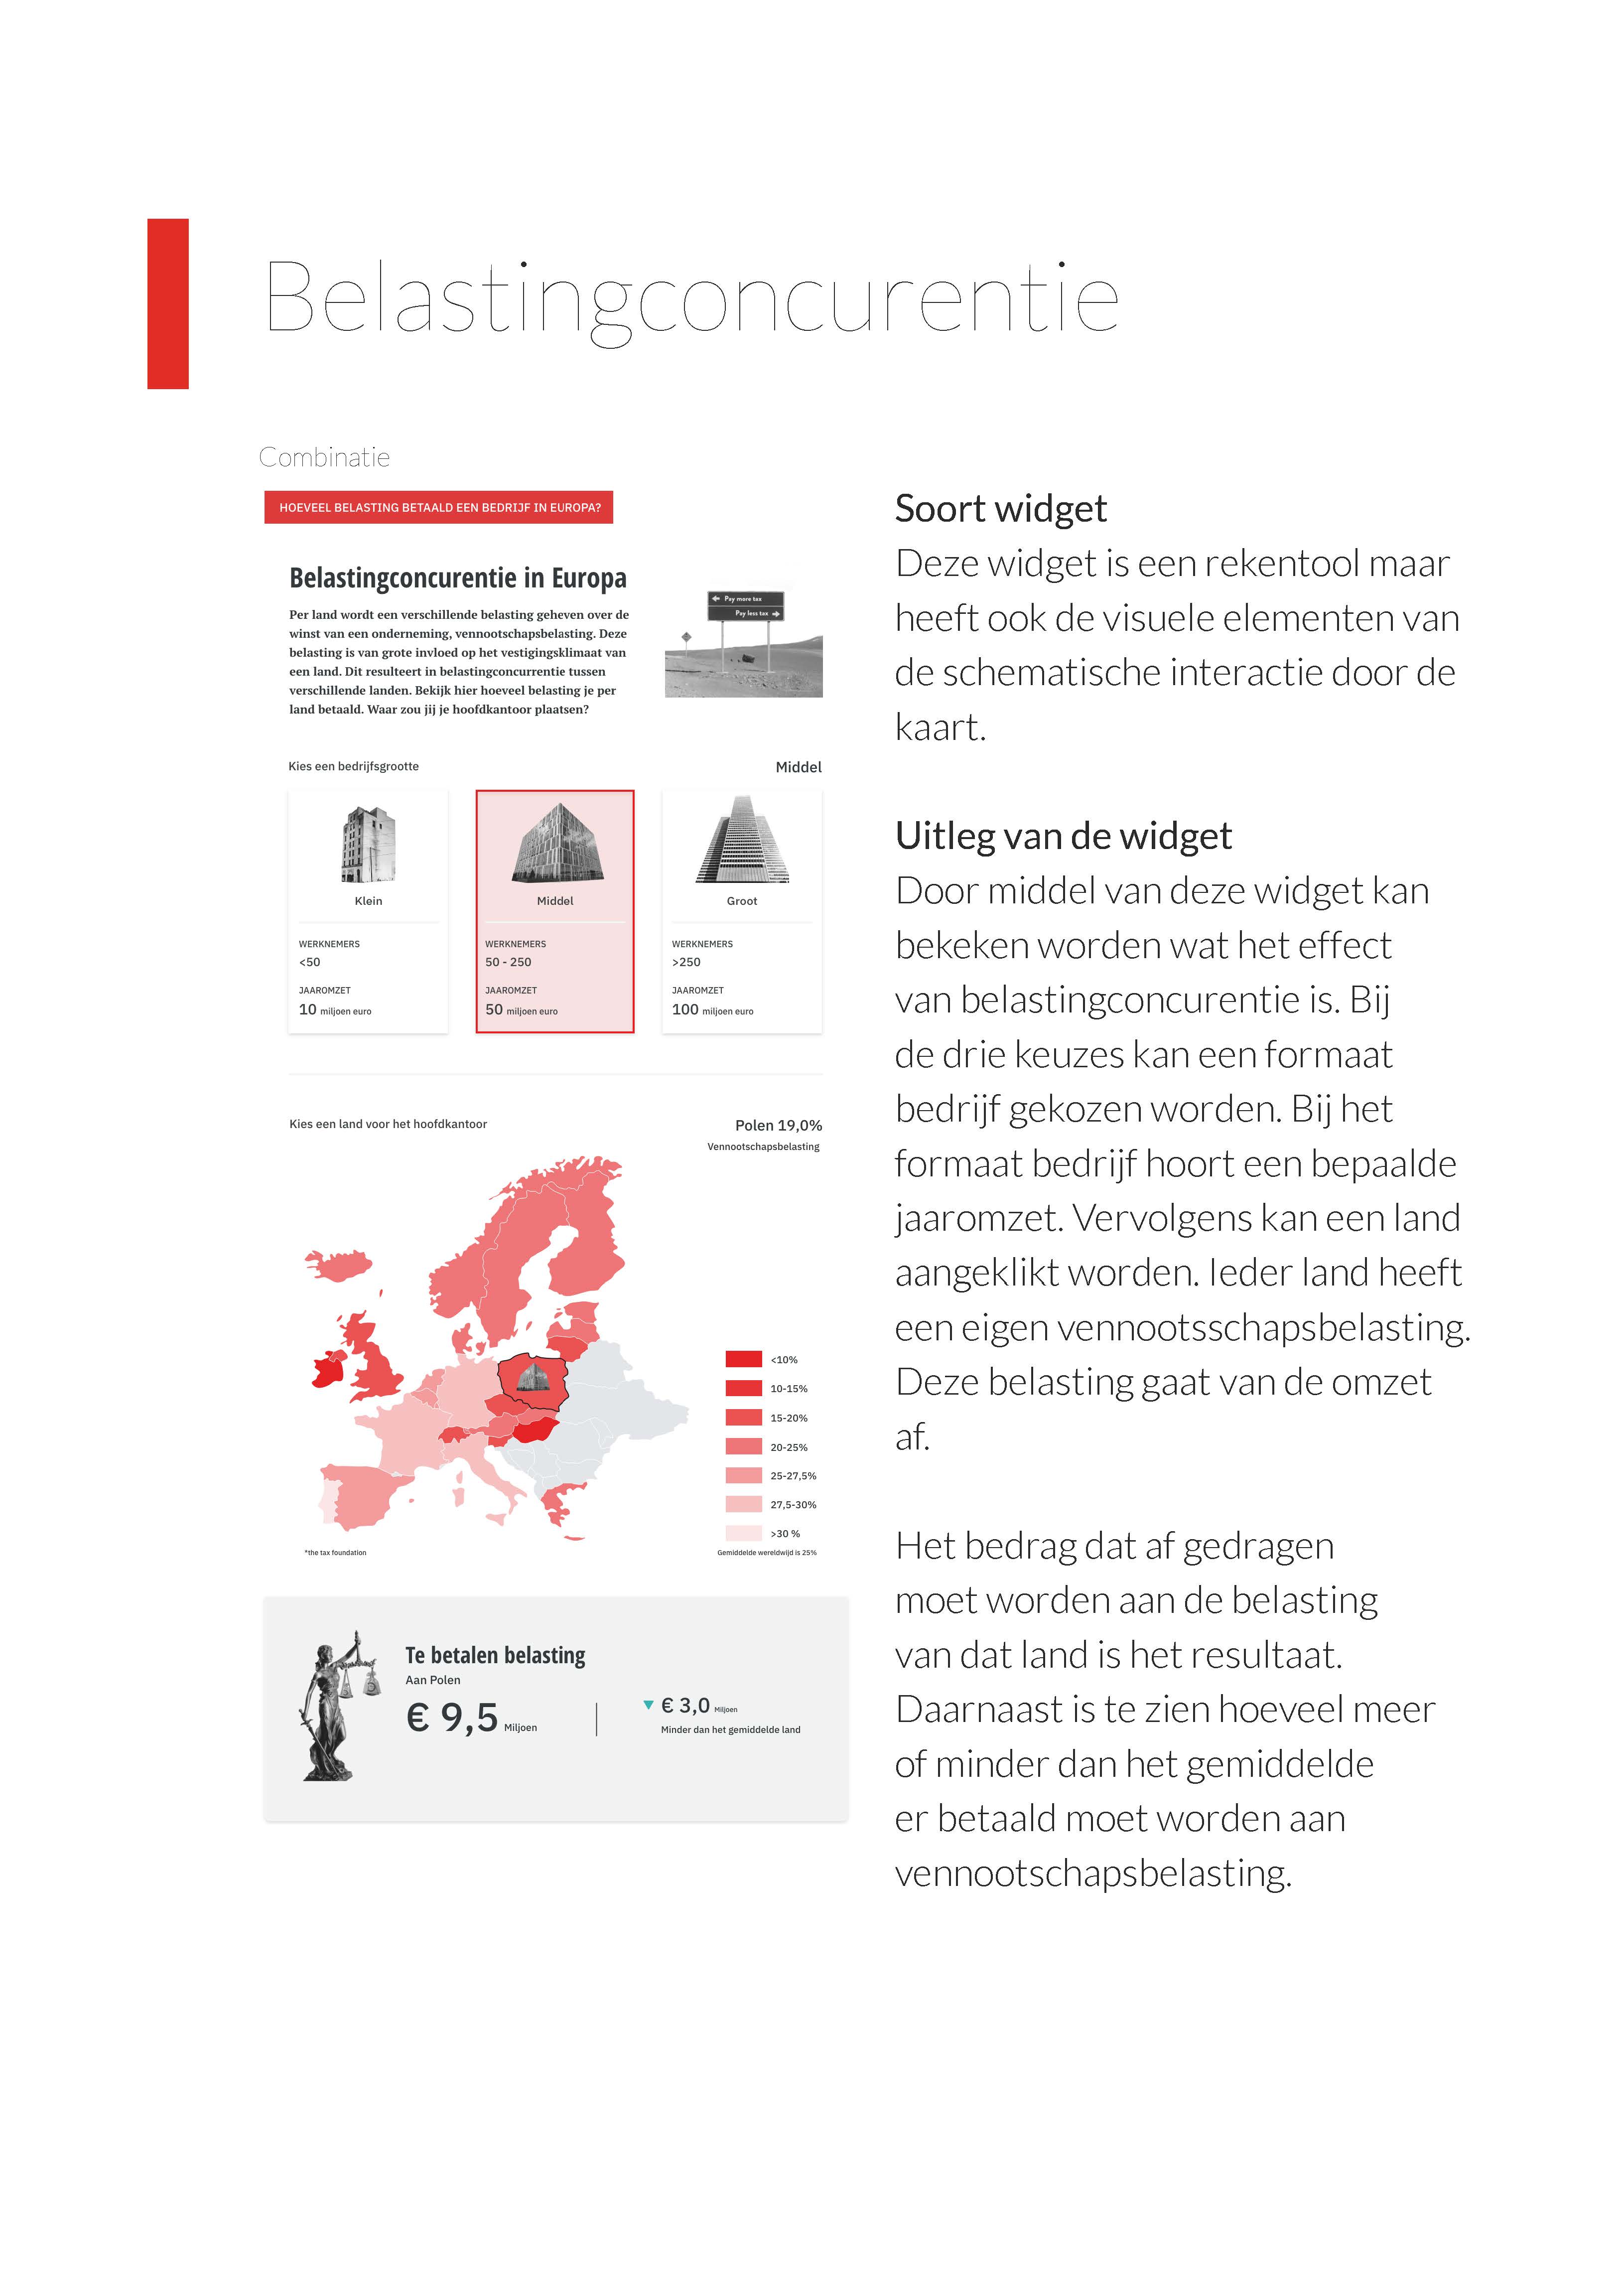 Belastingconcurentie
Combinatie
HOEVEEL BELASTING BETAALD EEN BEDRIJF IN EUROPA?
Belastingconcurentie in Europa
Per land wordt een verschillende belasting geheven over de
winst van een onderneming, vennootschapsbelasting. Deze
belasting is van grote invloed op het vestigingsklimaat van
een land. Dit resulteert in belastingconcurrentie tussen
verschillende landen. Bekijk hier hoeveel belasting je per
land betaald. Waar zou jij je hoofdkantoor plaatsen?
Pay more tax
Pay less tax
Kies een bedrijfsgrootte
Middel
Klein
WERKNEMERS
<50
JAAROMZET
10 miljoen euro
Middel
WERKNEMERS
50 - 250
JAAROMZET
50 miljoen euro
Groot
WERKNEMERS
>250
JAAROMZET
100 miljoen euro
Kies een land voor het hoofdkantoor
Polen 19,0%
Vennootschapsbelasting
<10%
10-15%
15-20%
20-25%
25-27,5%
27,5-30%
>30 %
*the tax foundation
Gemiddelde wereldwijd is 25%
Te betalen belasting
Aan Polen
€ 9,5 Miljoen
€ 3,0 Miljoen
Minder dan het gemiddelde land
Soort widget
Deze widget is een rekentool maar
heeft ook de visuele elementen van
de schematische interactie door de
kaart.
Uitleg van de widget
Door middel van deze widget kan
bekeken worden wat het effect
van belastingconcurentie is. Bij
de drie keuzes kan een formaat
bedrijf gekozen worden. Bij het
formaat bedrijf hoort een bepaalde
jaaromzet. Vervolgens kan een land
aangeklikt worden. Ieder land heeft
een eigen vennootsschapsbelasting.
Deze belasting gaat van de omzet
af.
Het bedrag dat af gedragen
moet worden aan de belasting
van dat land is het resultaat.
Daarnaast is te zien hoeveel meer
of minder dan het gemiddelde
er betaald moet worden aan
vennootschapsbelasting.